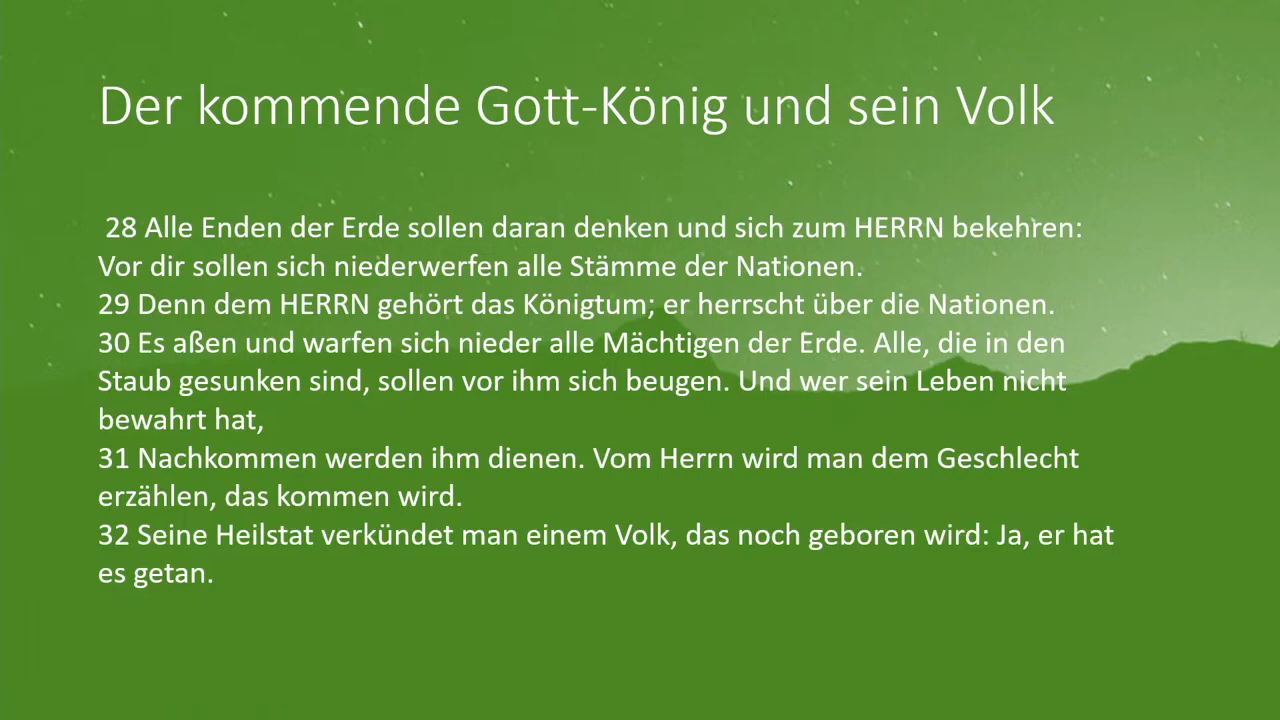 Der kommende Gott-König und sein Volk
28 Alle Enden der Erde sollen daran denken und sich zum HERRN bekehren:
Vor dir sollen sich niederwerfen alle Stämme der Nationen.
29 Denn dem HERRN gehört das Königtum; er herrscht über die Nationen.
30 Es aßen und warfen sich nieder alle Mächtigen der Erde. Alle, die in den
Staub gesunken sind, sollen vor ihm sich beugen. Und wer sein Leben nicht
bewahrt hat,
31 Nachkommen werden ihm dienen. Vom Herrn wird man dem Geschlecht
erzählen, das kommen wird.
32 Seine Heilstat verkündet man einem Volk, das noch geboren wird: Ja, er hat
es getan.